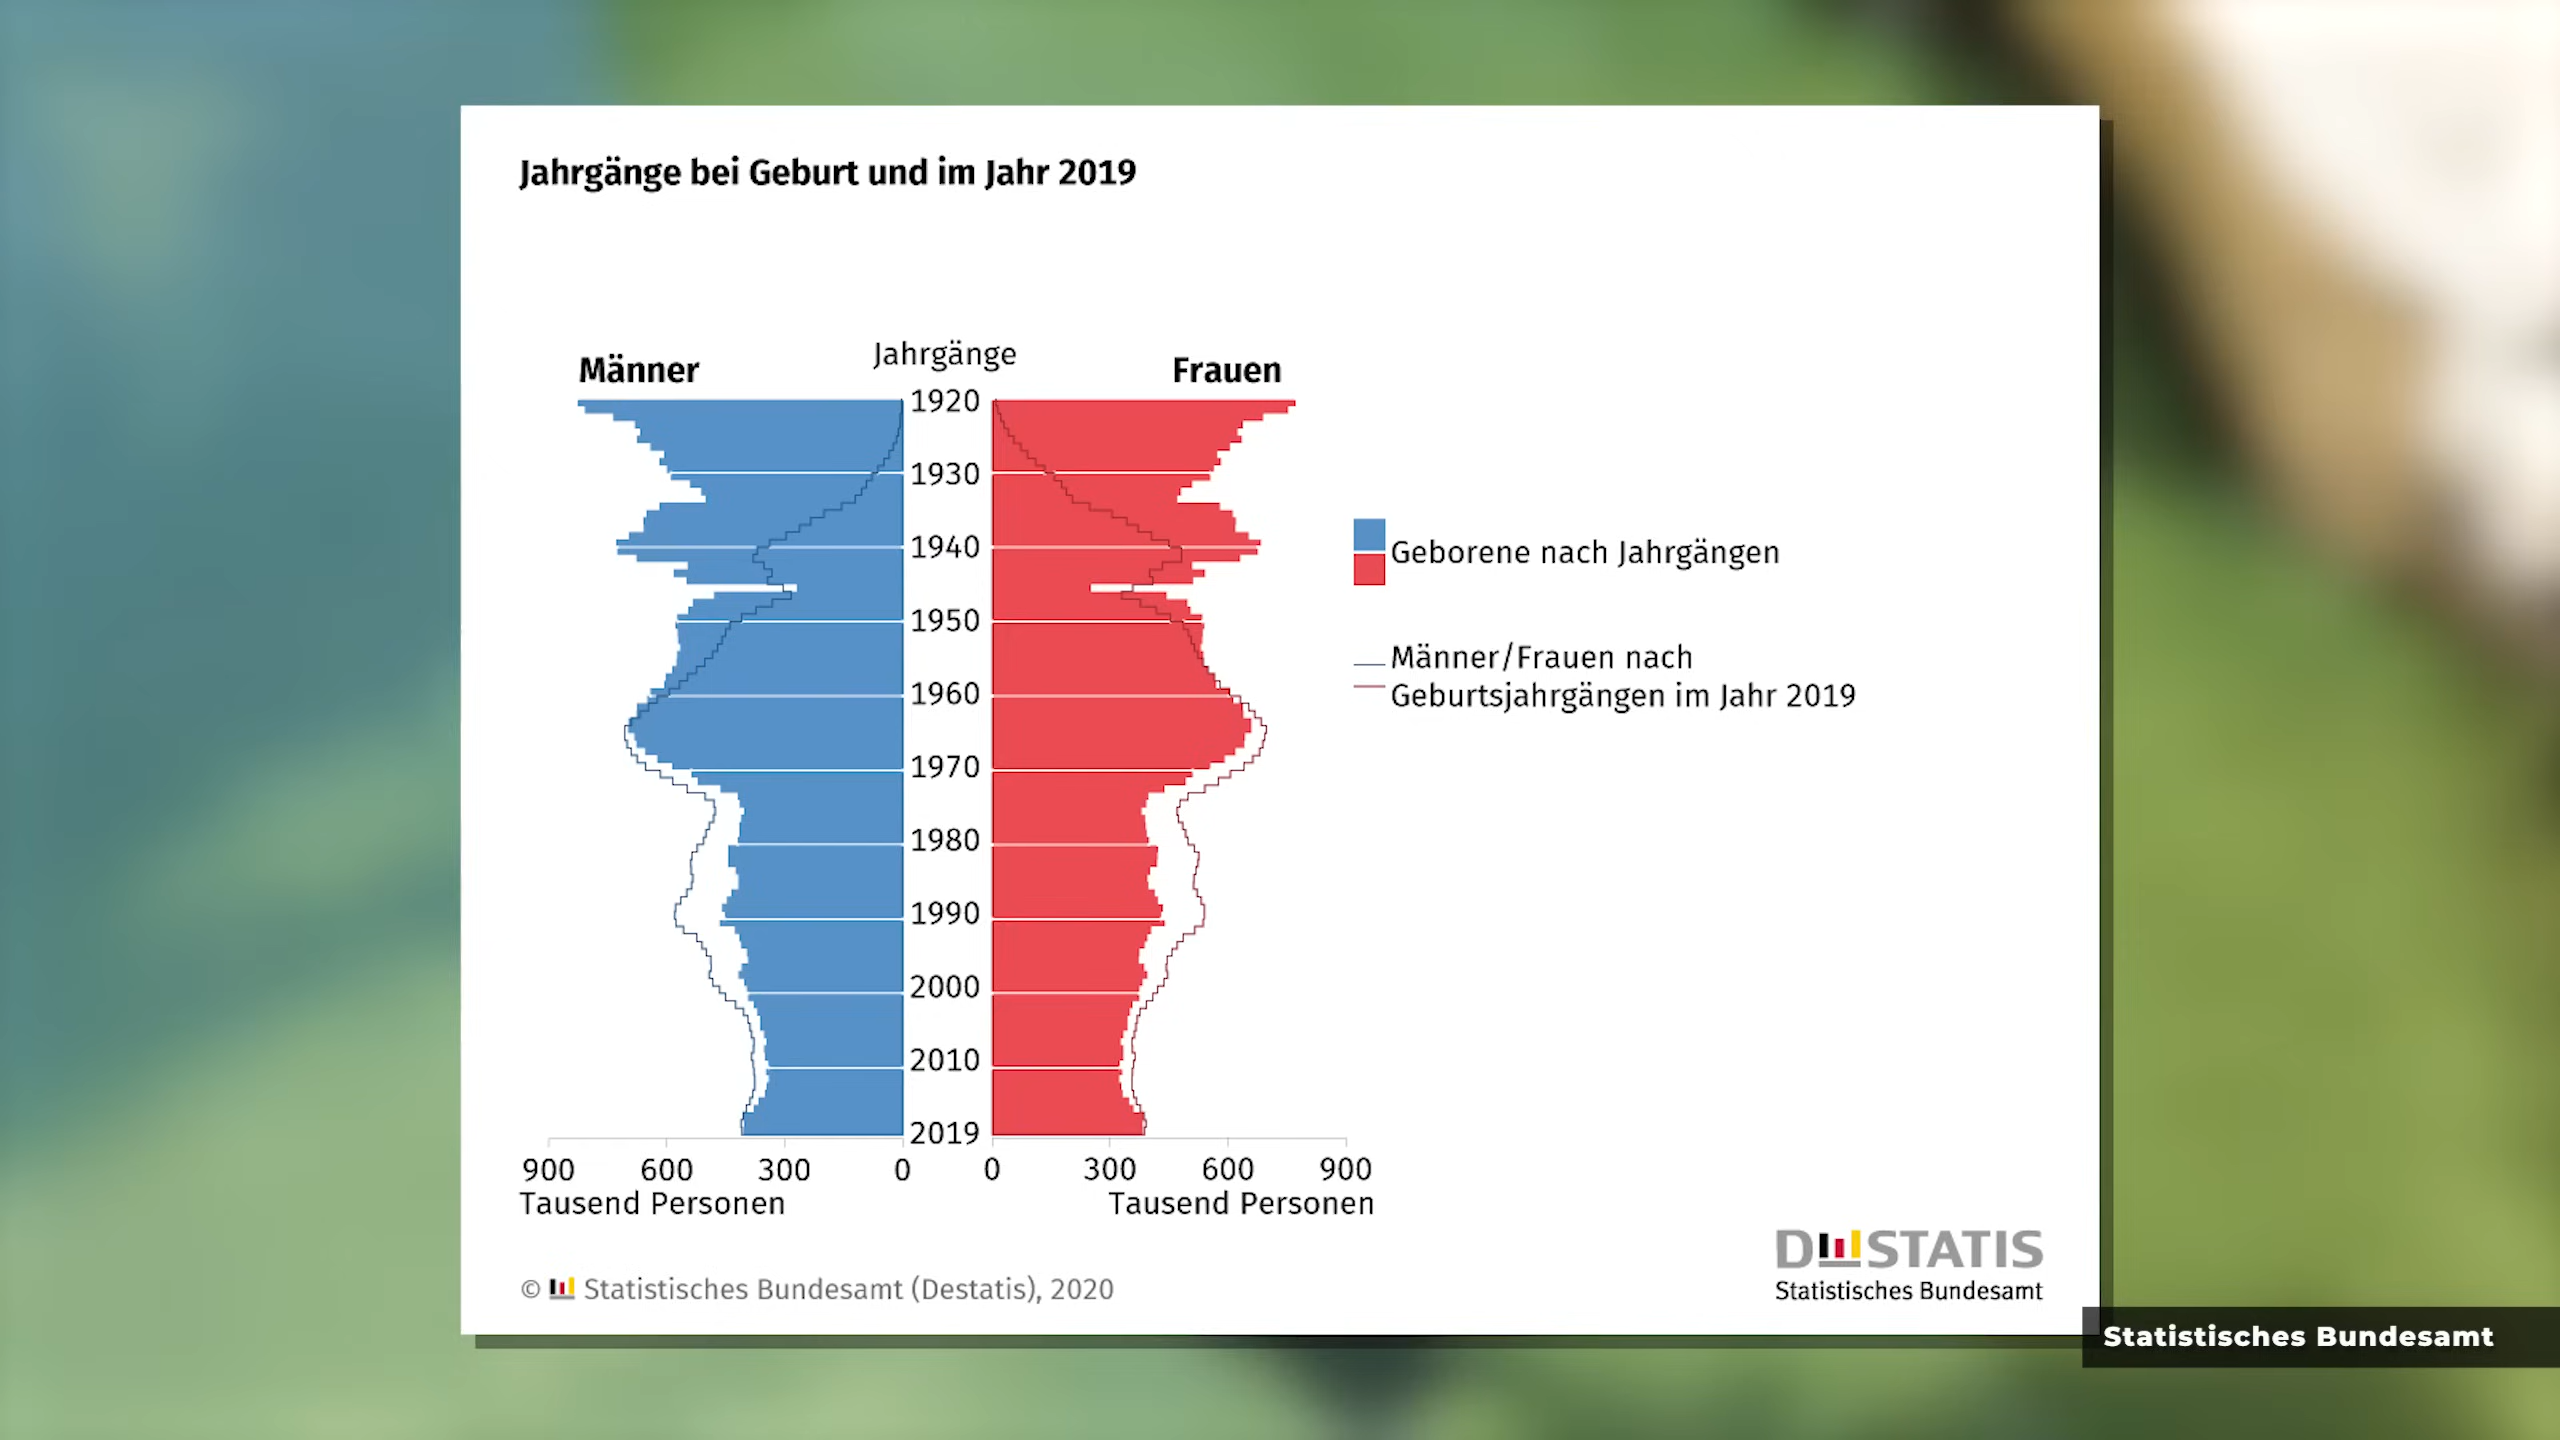 Jahrgänge bei Geburt und im Jahr 2019
Jahrgänge
Männer
Frauen
1920
1930
1940
1950
1960
1970
1980
1990
2000
2010
2019
Geborene nach Jahrgängen
Männer/Frauen nach
Geburtsjahrgängen im Jahr 2019
900 600 300 0 0 300 600 900
Tausend Personen Tausend Personen
© Statistisches Bundesamt (Destatis), 2020
DESTATIS
Statistisches Bundesamt
Statistisches Bundesamt